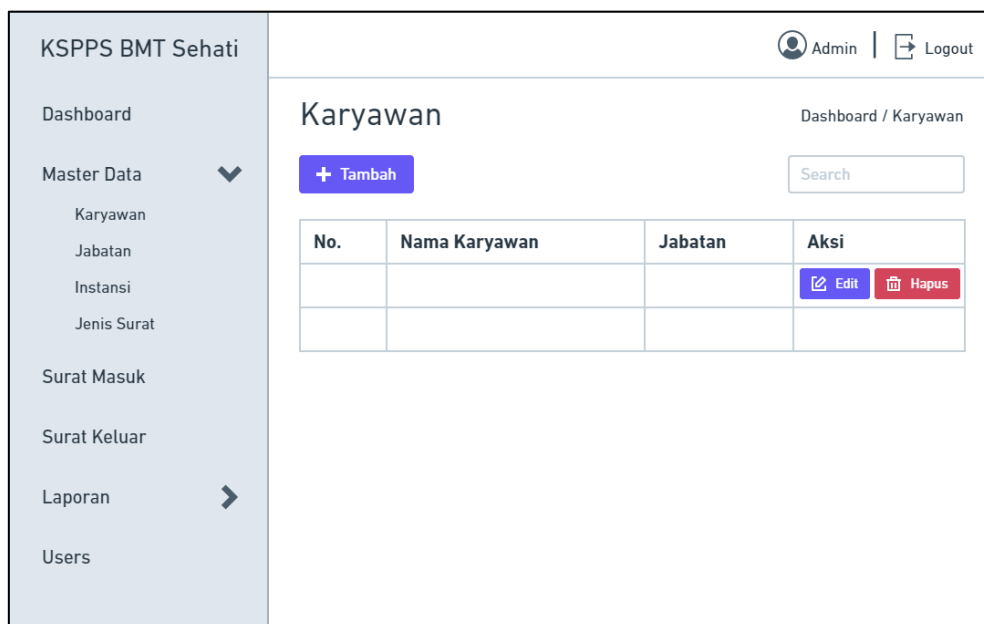 KSPPS BMT Sehati
Admin
Logout
Dashboard
Master Data
Karyawan
Jabatan
Instansi
Jenis Surat
Surat Masuk
Surat Keluar
Laporan
Users
Karyawan
Dashboard / Karyawan
Tambah
Search
No. Nama Karyawan Jabatan Aksi
Edit Hapus